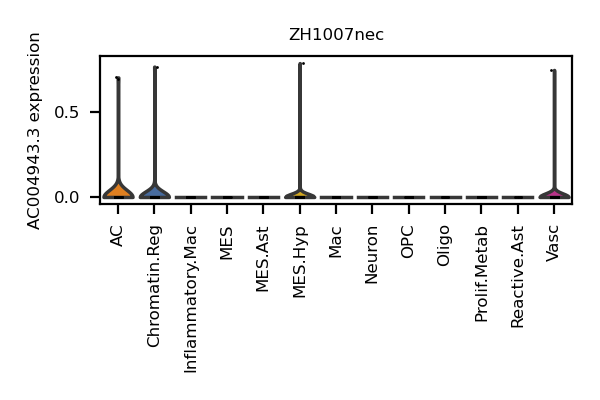 ZH1007nec
AC004943.3 expression
0.5
0.0
AC
Chromatin.Reg
Inflammatory.Mac
MES
MES.Ast
MES.Hyp
Mac
Neuron
OPC
Oligo
Prolif.Metab
Reactive.Ast
Vasc